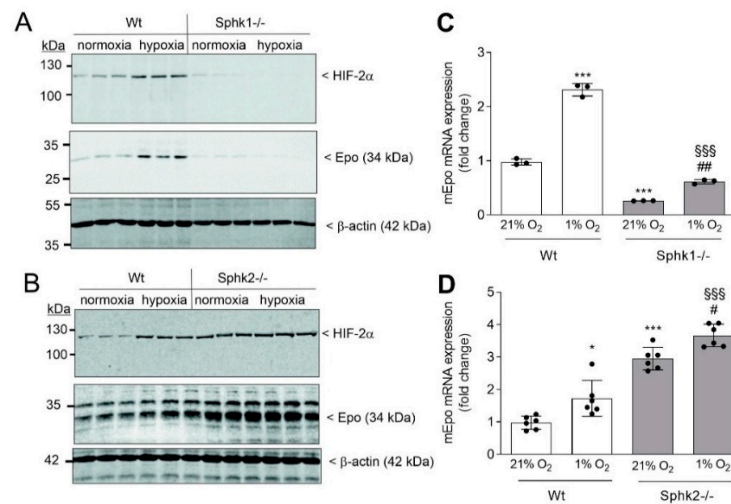 A
Wt
Sphk1-/-
kDa
normoxia
hypoxia
normoxia
hypoxia
130
100
< HIF-2α
35
25
< Epo (34 kDa)
55
35
< β-actin (42 kDa)
B
Wt
Sphk2-/-
kDa
normoxia
hypoxia
normoxia
hypoxia
130
100
< HIF-2α
35
< Epo (34 kDa)
42
< β-actin (42 kDa)
C
mEpo mRNA expression
(fold change)
3
2
1
0
***
***
§§§
##
21% O₂
1% O₂
21% O₂
1% O₂
Wt
Sphk1-/-
D
mEpo mRNA expression
(fold change)
5
4
3
2
1
0
*
***
§§§
#
21% O₂
1% O₂
21% O₂
1% O₂
Wt
Sphk2-/-